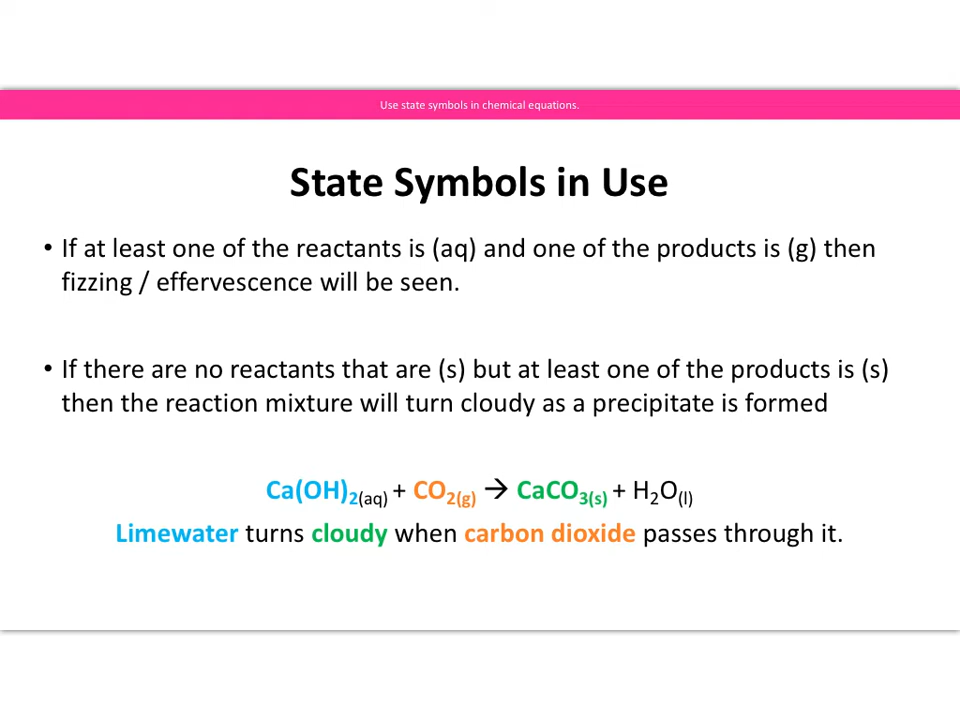 Use state symbols in chemical equations.
State Symbols in Use
• If at least one of the reactants is (aq) and one of the products is (g) then
fizzing / effervescence will be seen.
• If there are no reactants that are (s) but at least one of the products is (s)
then the reaction mixture will turn cloudy as a precipitate is formed
Ca(OH)₂(aq) + CO₂(g) → CaCO₃(s) + H₂O(l)
Limewater turns cloudy when carbon dioxide passes through it.